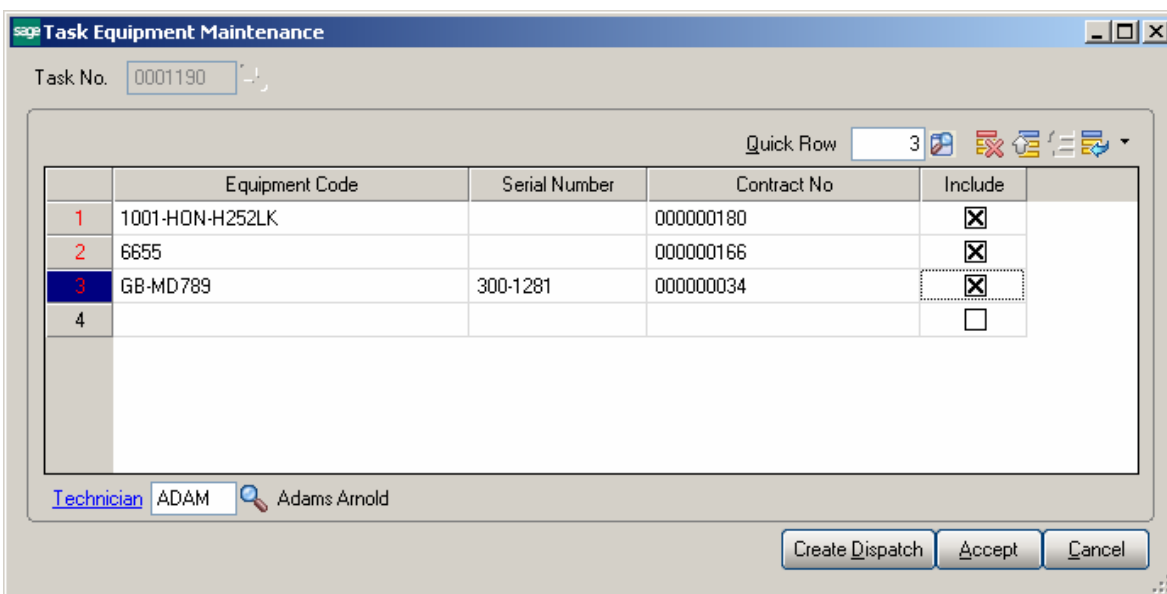 sage Task Equipment Maintenance
Task No. 0001190
Quick Row 3
Equipment Code Serial Number Contract No Include
1 1001-HON-H252LK 000000180
2 6655 000000166
3 GB-MD789 300-1281 000000034
4
Technician ADAM Adams Arnold
Create Dispatch Accept Cancel